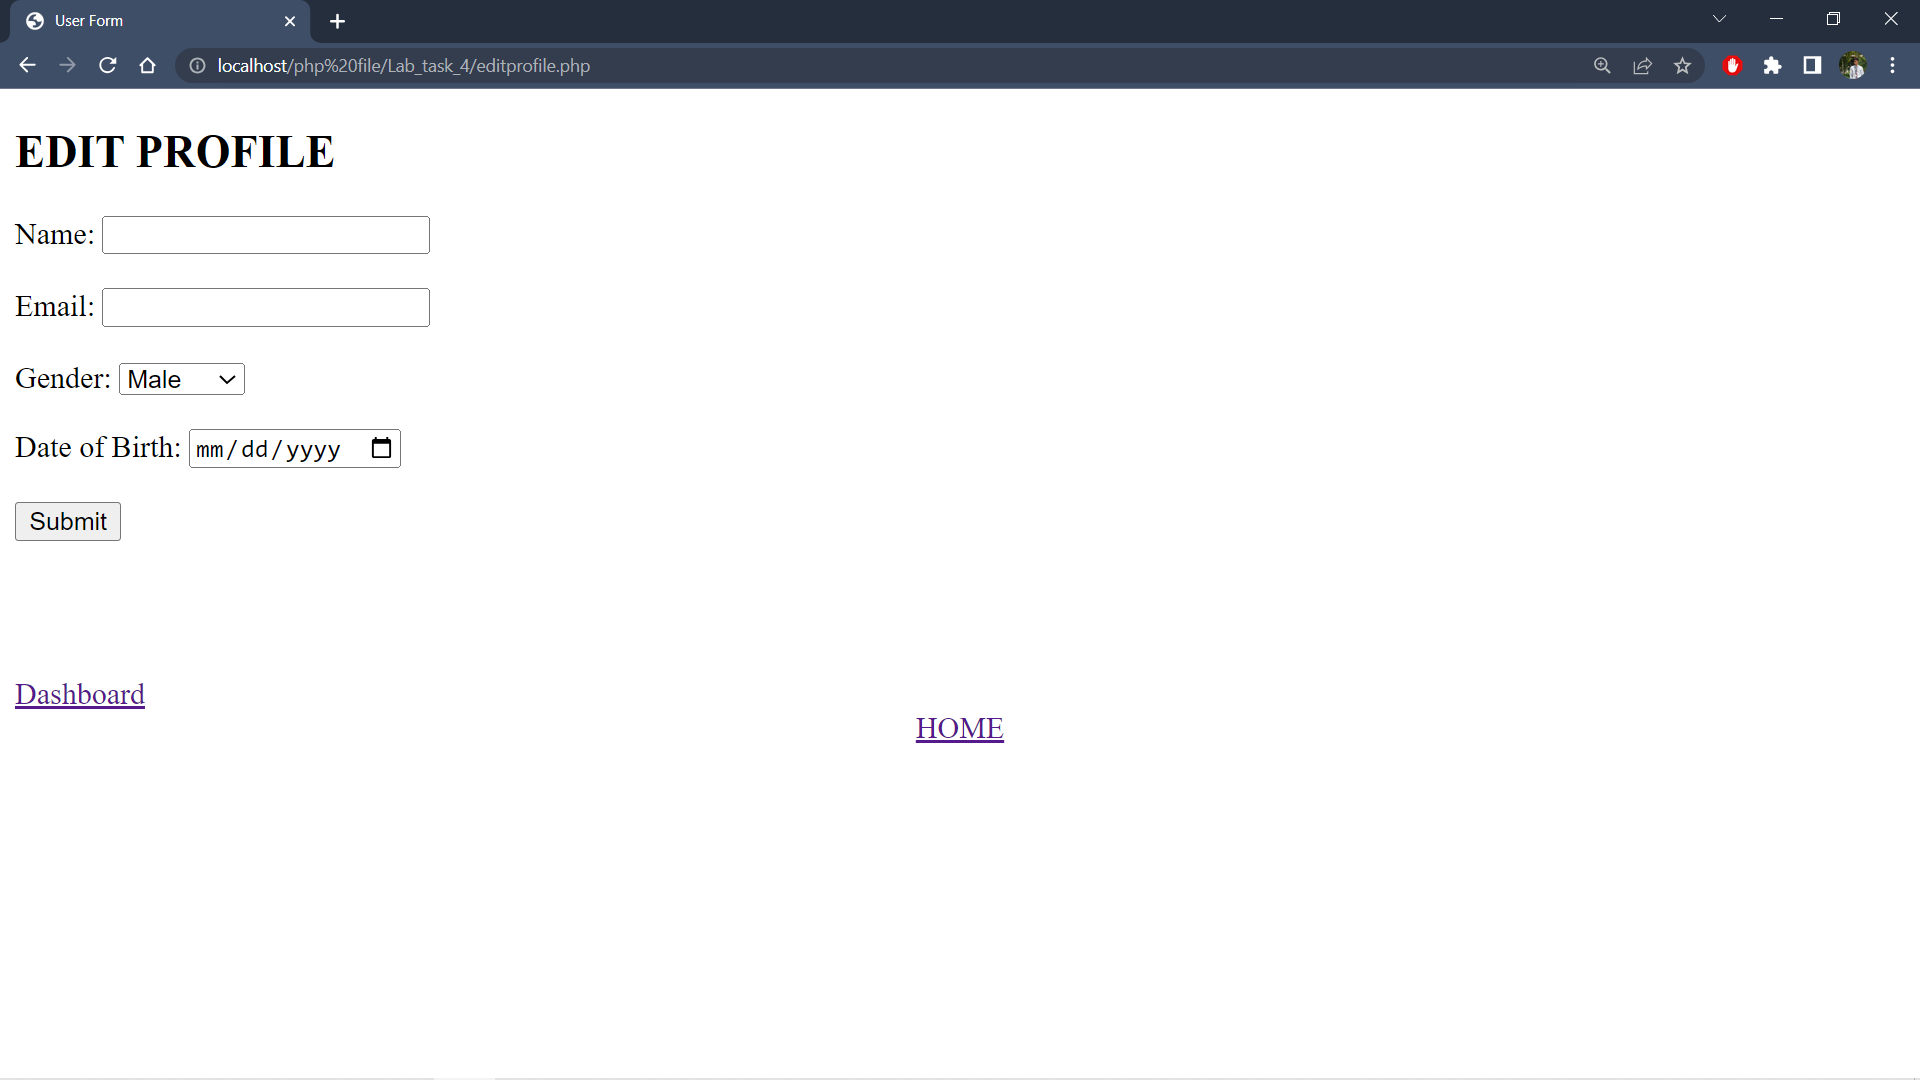 User Form
localhost/php%20file/Lab_task_4/editprofile.php
EDIT PROFILE
Name:
Email:
Gender: Male
Date of Birth: mm/dd/yyyy
Submit
Dashboard
HOME